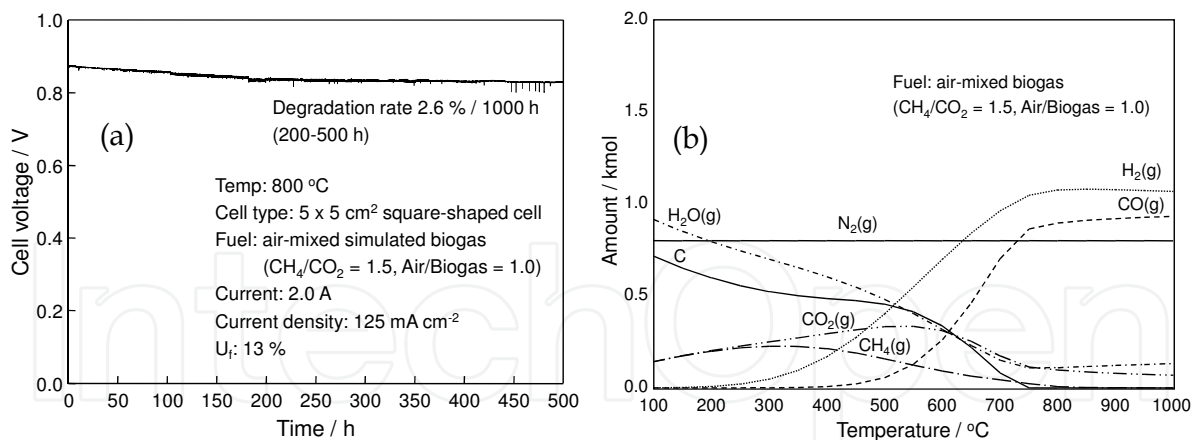 (a)
Cell voltage / V
1.0
0.8
0.6
0.4
0.2
0.0
Degradation rate 2.6 % / 1000 h
(200-500 h)
Temp: 800 °C
Cell type: 5 x 5 cm² square-shaped cell
Fuel: air-mixed simulated biogas
(CH₄/CO₂ = 1.5, Air/Biogas = 1.0)
Current: 2.0 A
Current density: 125 mA cm⁻²
U_f: 13 %
0 50 100 150 200 250 300 350 400 450 500
Time / h
(b)
Amount / kmol
2.0
1.5
1.0
0.5
0.0
Fuel: air-mixed biogas
(CH₄/CO₂ = 1.5, Air/Biogas = 1.0)
H₂(g)
CO(g)
H₂O(g)
N₂(g)
C
CO₂(g)
CH₄(g)
100 200 300 400 500 600 700 800 900 1000
Temperature / °C
IntechOpen